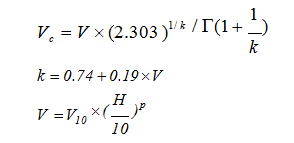 V_c = V × (2.303)^{1/k} / Γ(1 + 1/k)
k = 0.74 + 0.19 × V
V = V_{10} × (H/10)^p